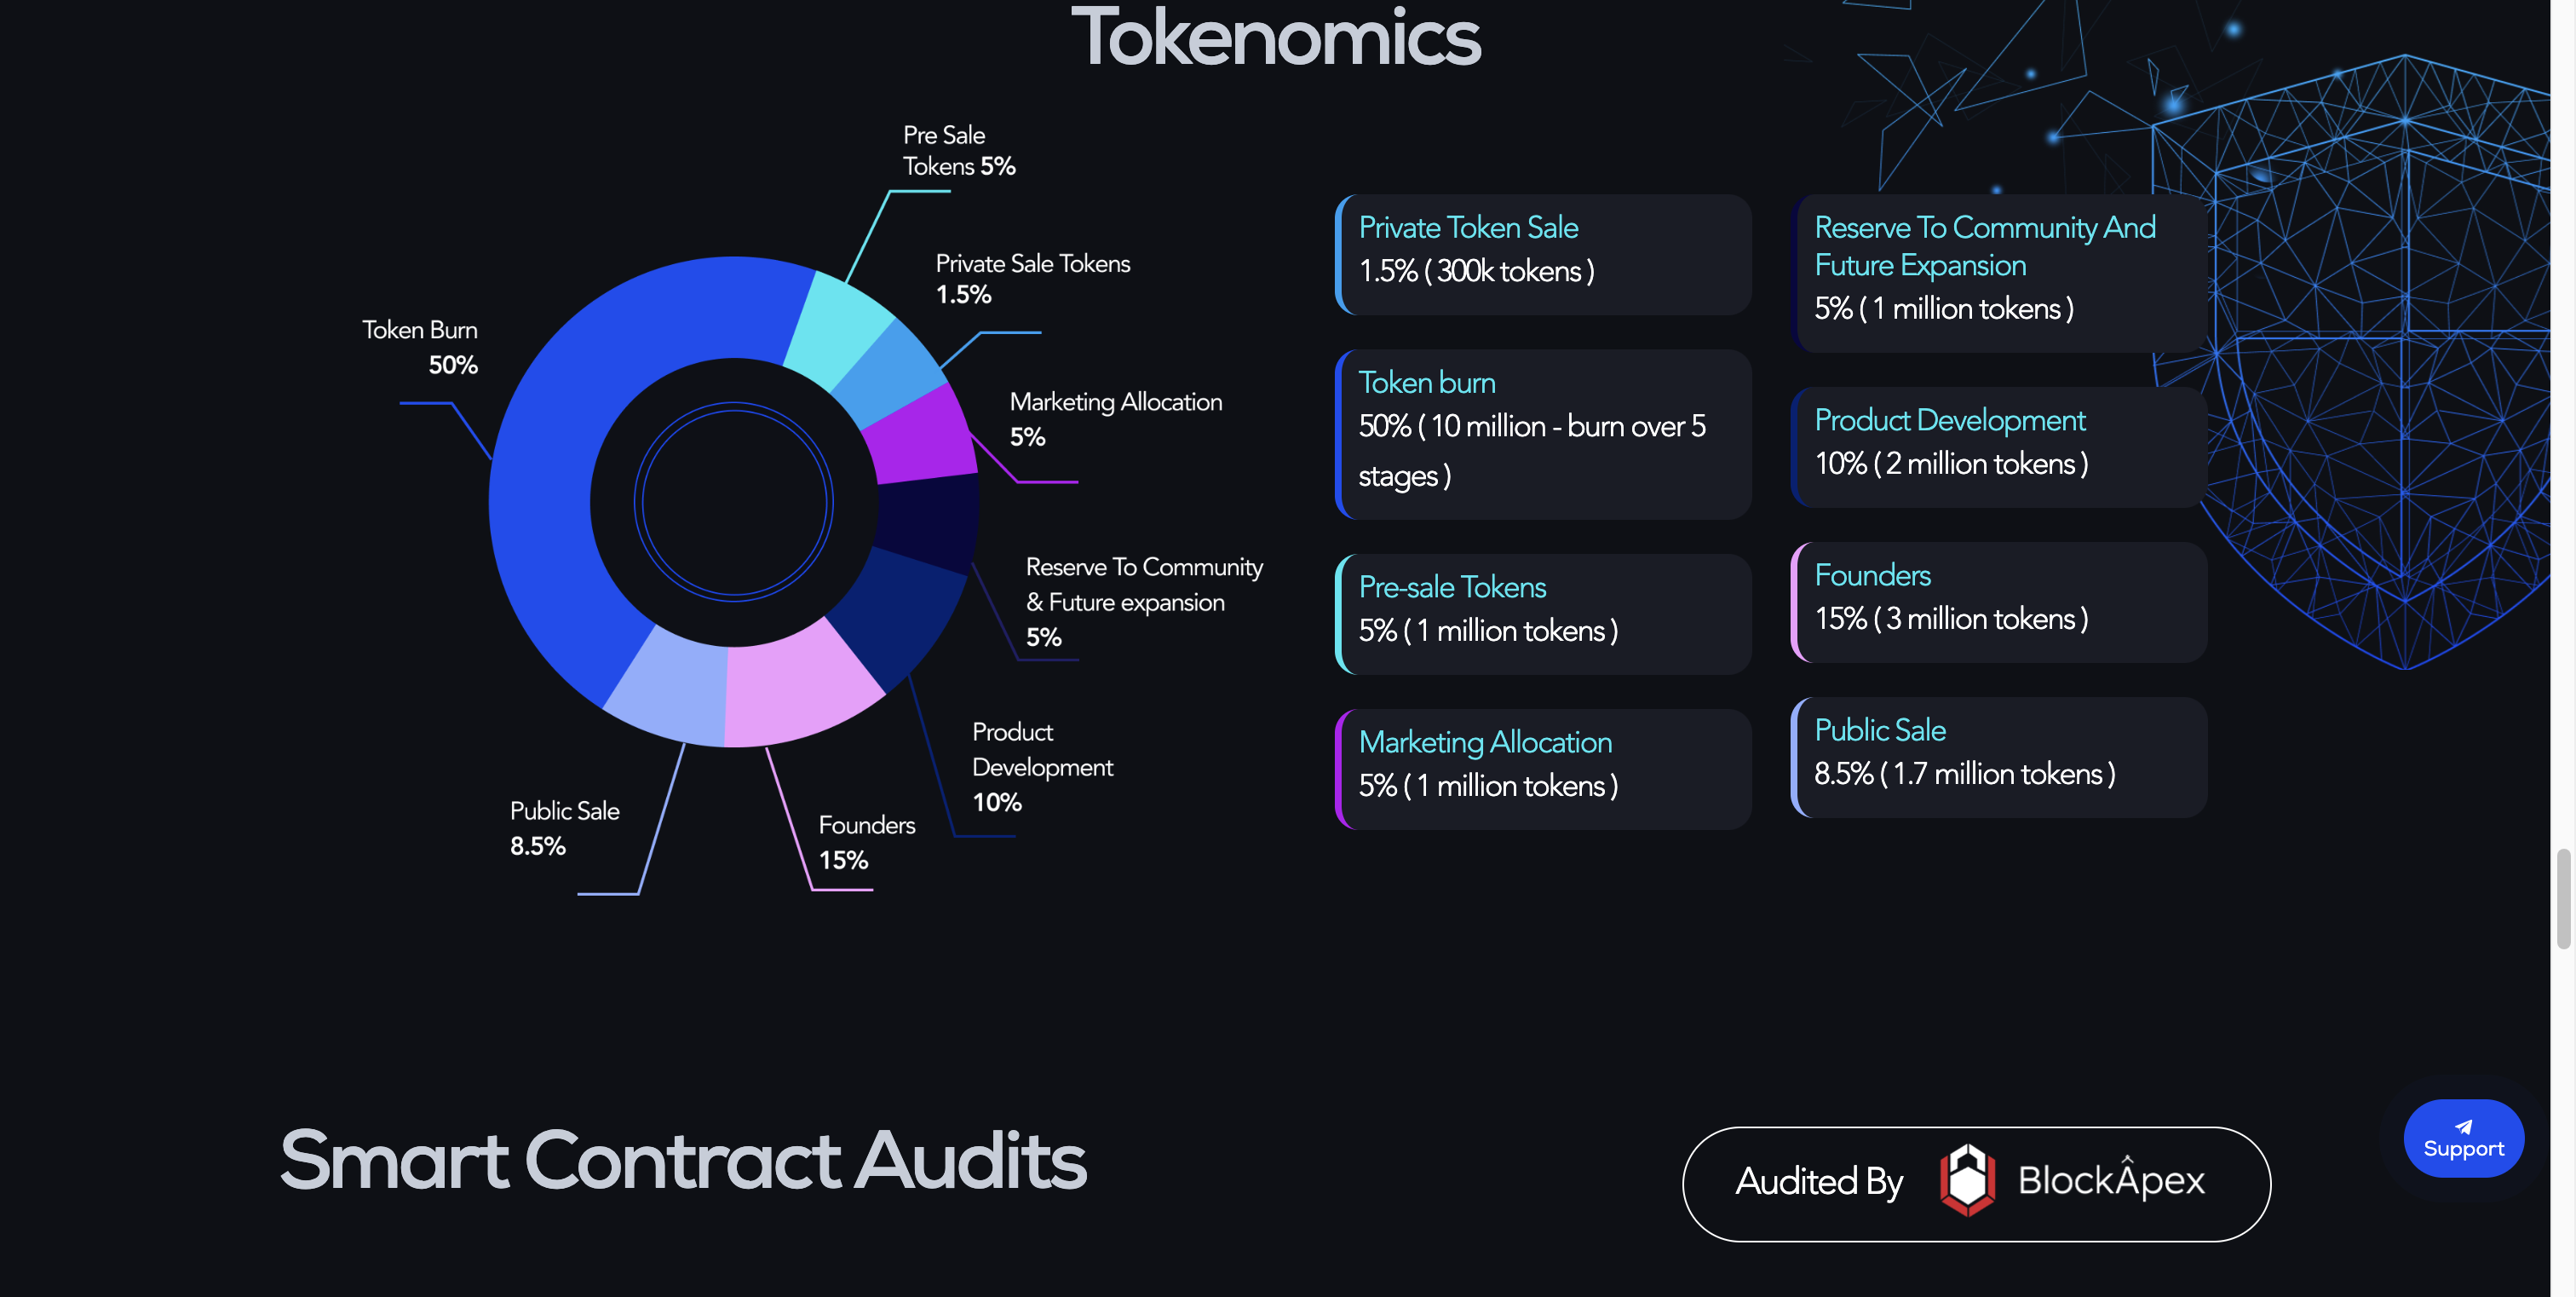 Tokenomics
Pre Sale
Tokens 5%
Private Sale Tokens
1.5%
Token Burn
50%
Marketing Allocation
5%
Reserve To Community
& Future expansion
5%
Product
Development
10%
Public Sale
8.5%
Founders
15%
Private Token Sale
1.5% ( 300k tokens )
Token burn
50% ( 10 million - burn over 5
stages )
Pre-sale Tokens
5% ( 1 million tokens )
Marketing Allocation
5% ( 1 million tokens )
Reserve To Community And
Future Expansion
5% ( 1 million tokens )
Product Development
10% ( 2 million tokens )
Founders
15% ( 3 million tokens )
Public Sale
8.5% ( 1.7 million tokens )
Smart Contract Audits
Audited By BlockÂpex
Support